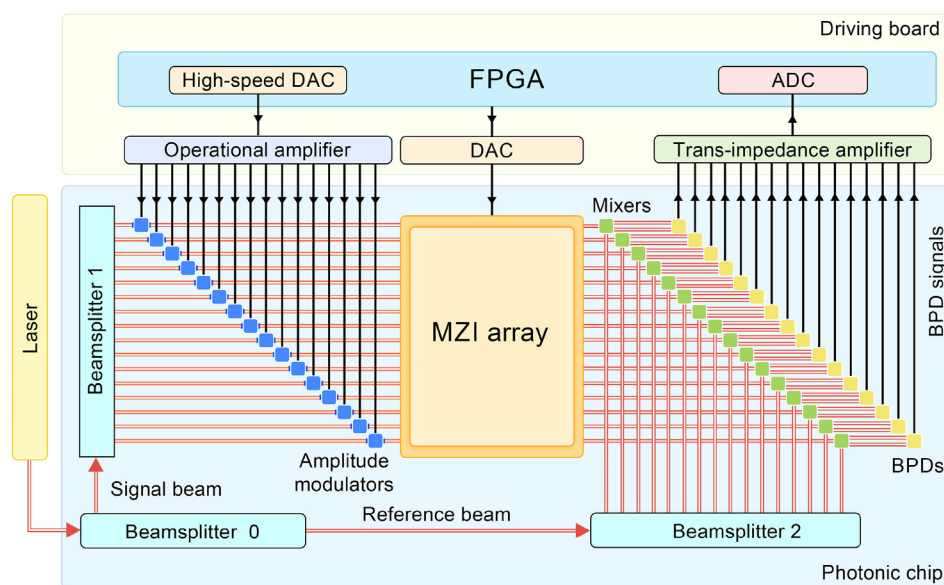 Driving board
High-speed DAC
FPGA
ADC
Operational amplifier
DAC
Trans-impedance amplifier
Laser
Beamsplitter 1
Mixers
MZI array
BPD signals
Amplitude
modulators
BPDs
Signal beam
Reference beam
Beamsplitter 0
Beamsplitter 2
Photonic chip